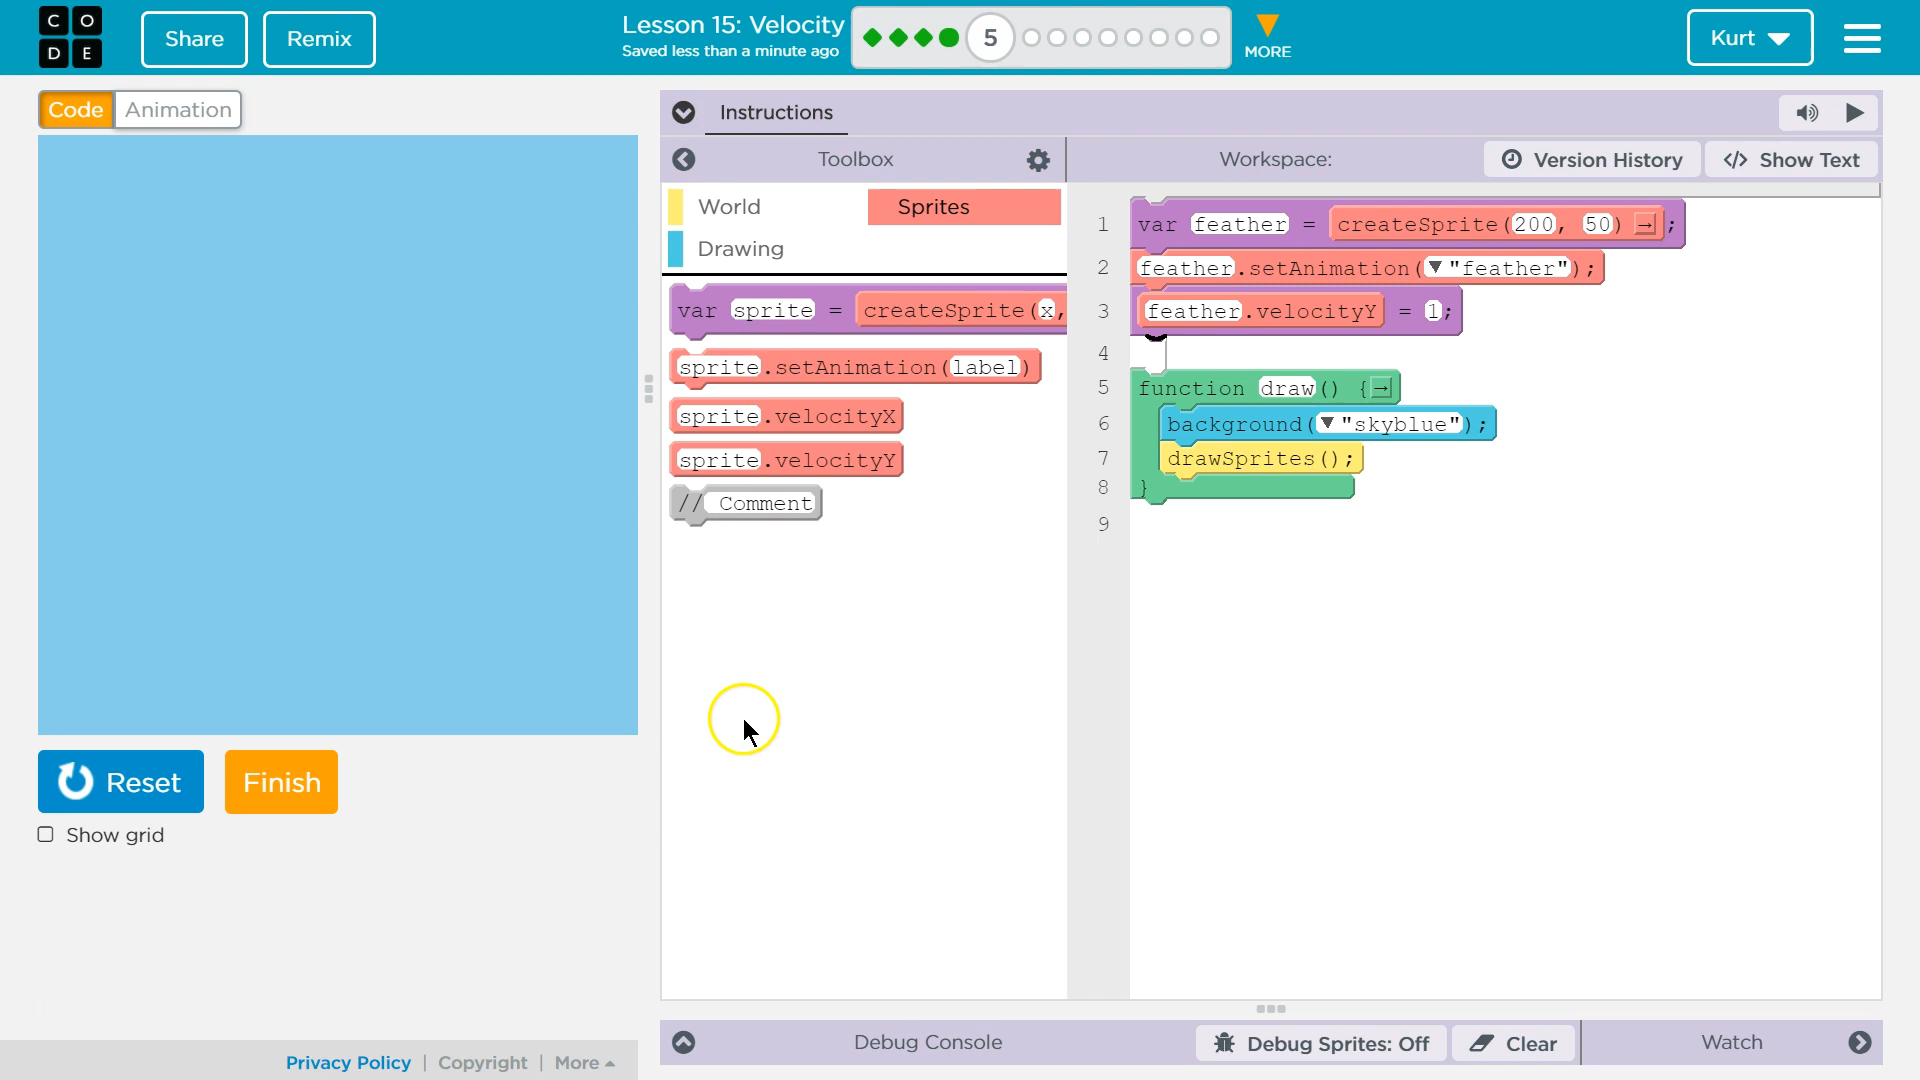 C O
D E
Share
Remix
Lesson 15: Velocity
Saved less than a minute ago
5
MORE
Kurt
Code
Animation
Instructions
Toolbox
Workspace:
Version History
</> Show Text
World
Sprites
Drawing
var sprite = createSprite(x,
sprite.setAnimation(label)
sprite.velocityX
sprite.velocityY
// Comment
1 var feather = createSprite(200, 50) → ;
2 feather.setAnimation(▼ "feather");
3 feather.velocityY = 1;
4
5 function draw() { →
6 background(▼ "skyblue");
7 drawSprites();
8 }
9
Reset
Finish
Show grid
Debug Console
Debug Sprites: Off
Clear
Watch
Privacy Policy | Copyright | More